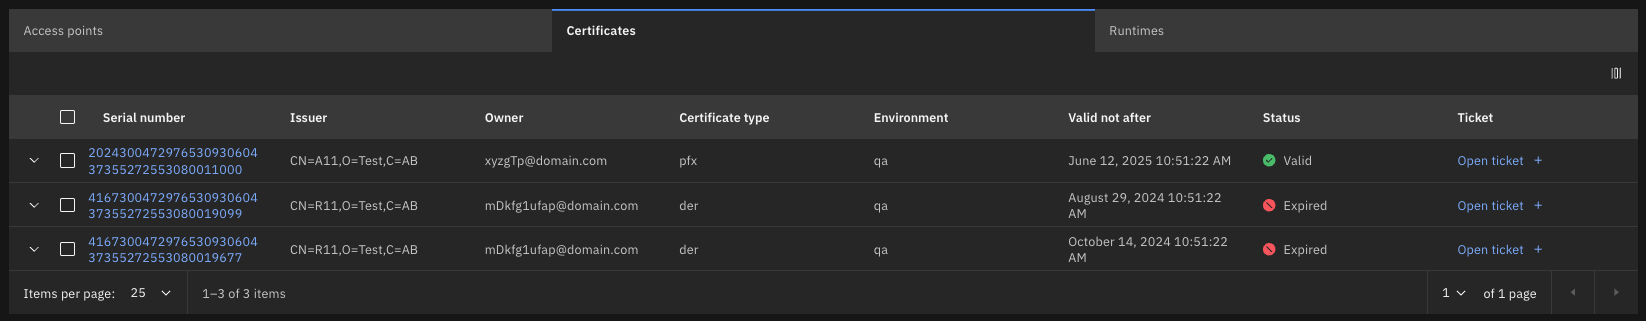 Access points
Certificates
Runtimes
Serial number Issuer Owner Certificate type Environment Valid not after Status Ticket
2024300472976530930604
37355272553080011000
CN=A11,O=Test,C=AB xyzgTp@domain.com pfx qa June 12, 2025 10:51:22 AM Valid Open ticket +
4167300472976530930604
37355272553080019099
CN=R11,O=Test,C=AB mDkfg1ufap@domain.com der qa August 29, 2024 10:51:22
AM
Expired Open ticket +
4167300472976530930604
37355272553080019677
CN=R11,O=Test,C=AB mDkfg1ufap@domain.com der qa October 14, 2024 10:51:22
AM
Expired Open ticket +
Items per page: 25 1–3 of 3 items 1 of 1 page